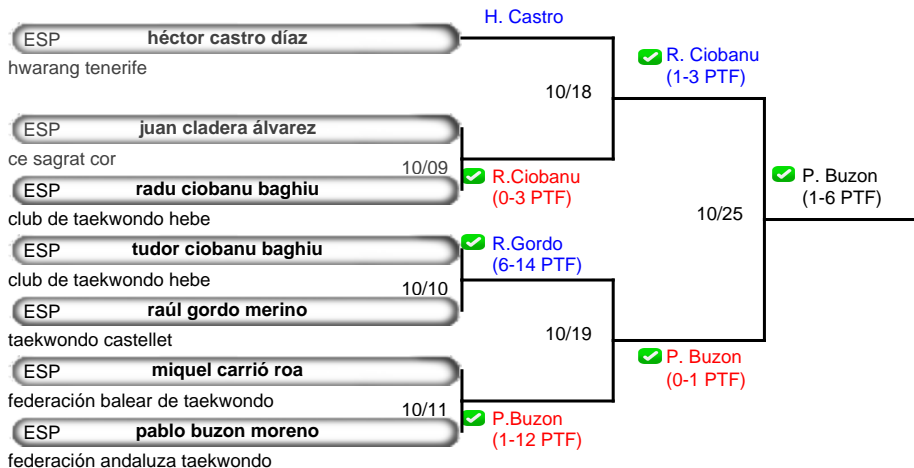 H. Castro
ESP héctor castro díaz
hwarang tenerife
R. Ciobanu
(1-3 PTF)
10/18
ESP juan cladera álvarez
ce sagrat cor
10/09
R.Ciobanu
(0-3 PTF)
ESP radu ciobanu baghiu
club de taekwondo hebe
P. Buzon
(1-6 PTF)
10/25
ESP tudor ciobanu baghiu
club de taekwondo hebe
10/10
R.Gordo
(6-14 PTF)
ESP raúl gordo merino
taekwondo castellet
10/19
P. Buzon
(0-1 PTF)
ESP miquel carrió roa
federación balear de taekwondo
10/11
P.Buzon
(1-12 PTF)
ESP pablo buzon moreno
federación andaluza taekwondo